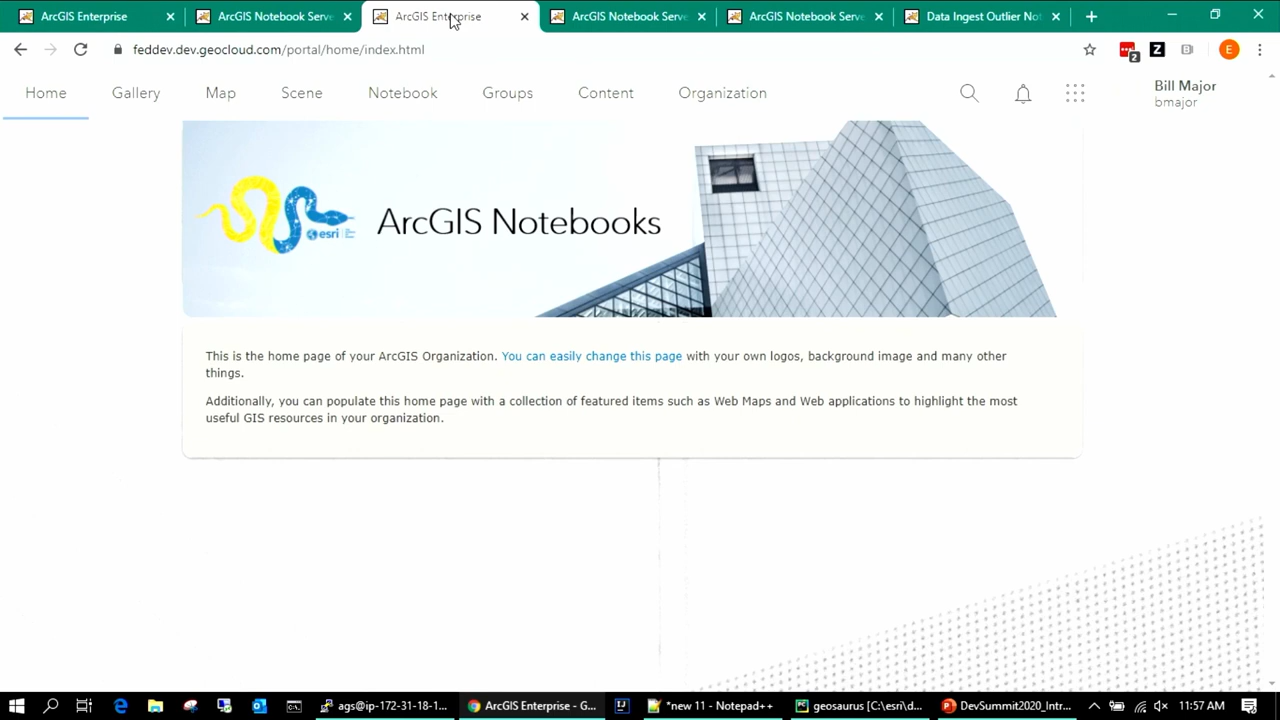 ArcGIS Enterprise
ArcGIS Notebook Serve
ArcGIS Enterprise
ArcGIS Notebook Serve
ArcGIS Notebook Serve
Data Ingest Outlier Not
feddev.dev.geocloud.com/portal/home/index.html
2
Z
B
E
Home
Gallery
Map
Scene
Notebook
Groups
Content
Organization
Bill Major
bmajor
esri
ArcGIS Notebooks
This is the home page of your ArcGIS Organization. You can easily change this page with your own logos, background image and many other
things.
Additionally, you can populate this home page with a collection of featured items such as Web Maps and Web applications to highlight the most
useful GIS resources in your organization.
ags@ip-172-31-18-1...
ArcGIS Enterprise - G...
*new 11 - Notepad++
geosaurus [C:\esri\d...
DevSummit2020_Intr...
11:57 AM